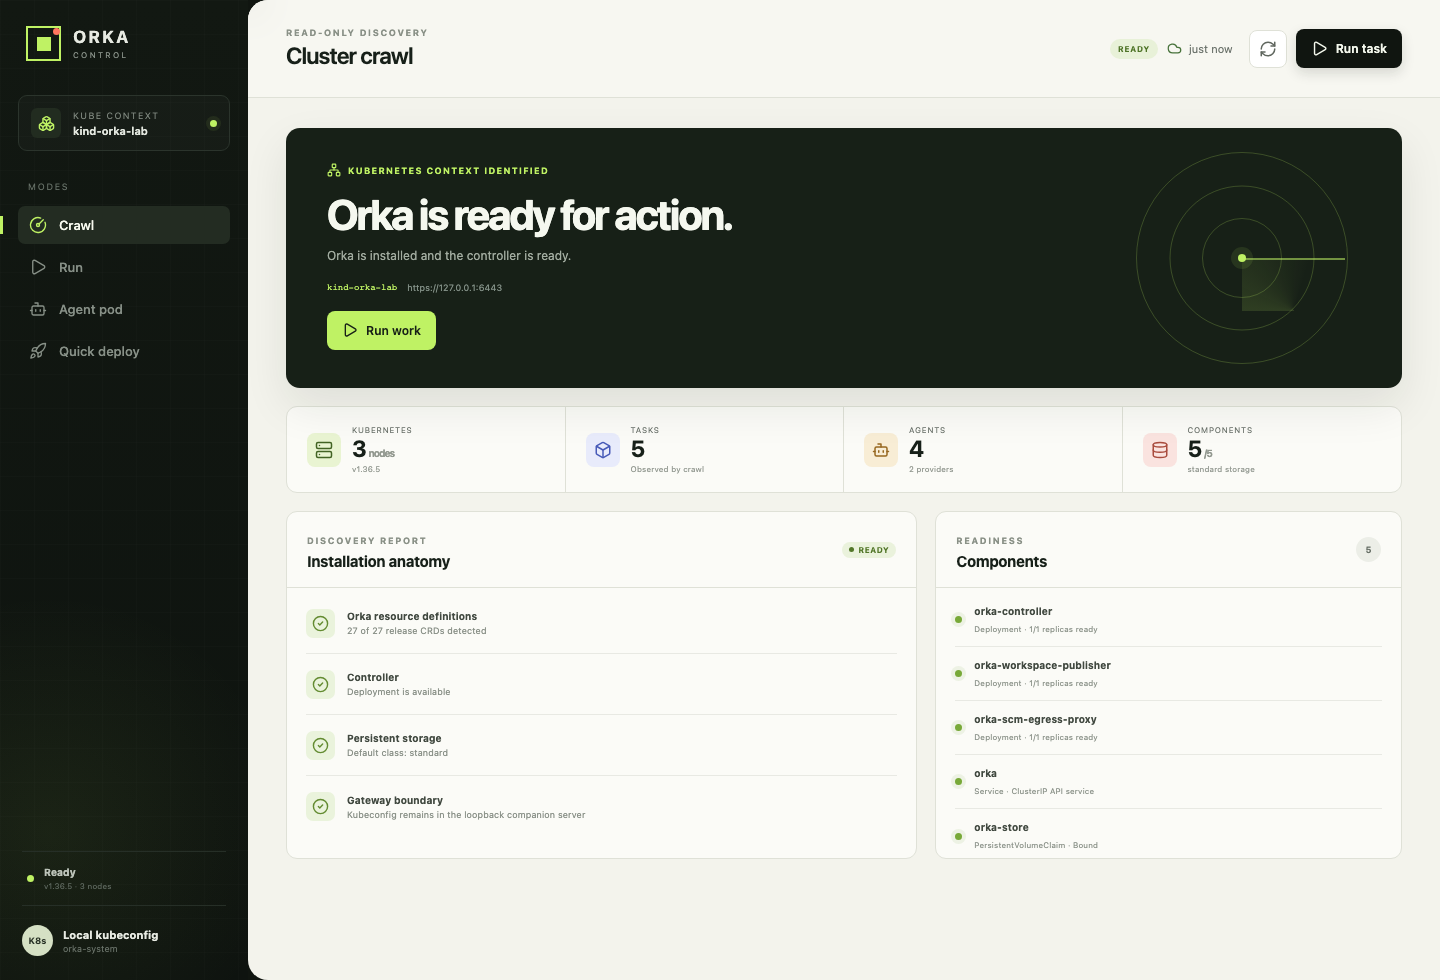 ORKA
CONTROL
KUBE CONTEXT
kind-orka-lab
MODES
Crawl
Run
Agent pod
Quick deploy
Ready
v1.36.5 · 3 nodes
K8s
Local kubeconfig
orka-system
READ-ONLY DISCOVERY
Cluster crawl
READY
just now
Run task
KUBERNETES CONTEXT IDENTIFIED
Orka is ready for action.
Orka is installed and the controller is ready.
kind-orka-lab https://127.0.0.1:6443
Run work
KUBERNETES
3 nodes
v1.36.5
TASKS
5
Observed by crawl
AGENTS
4
2 providers
COMPONENTS
5 /5
standard storage
DISCOVERY REPORT
Installation anatomy
READY
Orka resource definitions
27 of 27 release CRDs detected
Controller
Deployment is available
Persistent storage
Default class: standard
Gateway boundary
Kubeconfig remains in the loopback companion server
READINESS
Components
5
orka-controller
Deployment · 1/1 replicas ready
orka-workspace-publisher
Deployment · 1/1 replicas ready
orka-scm-egress-proxy
Deployment · 1/1 replicas ready
orka
Service · ClusterIP API service
orka-store
PersistentVolumeClaim · Bound